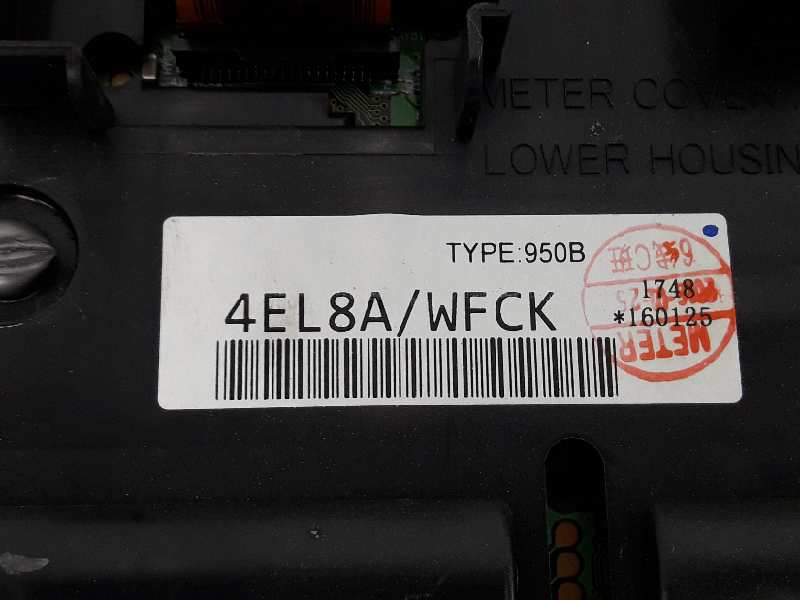 METER COVER
LOWER HOUSIN
TYPE:950B
4EL8A/WFCK
1748
*160125
METER